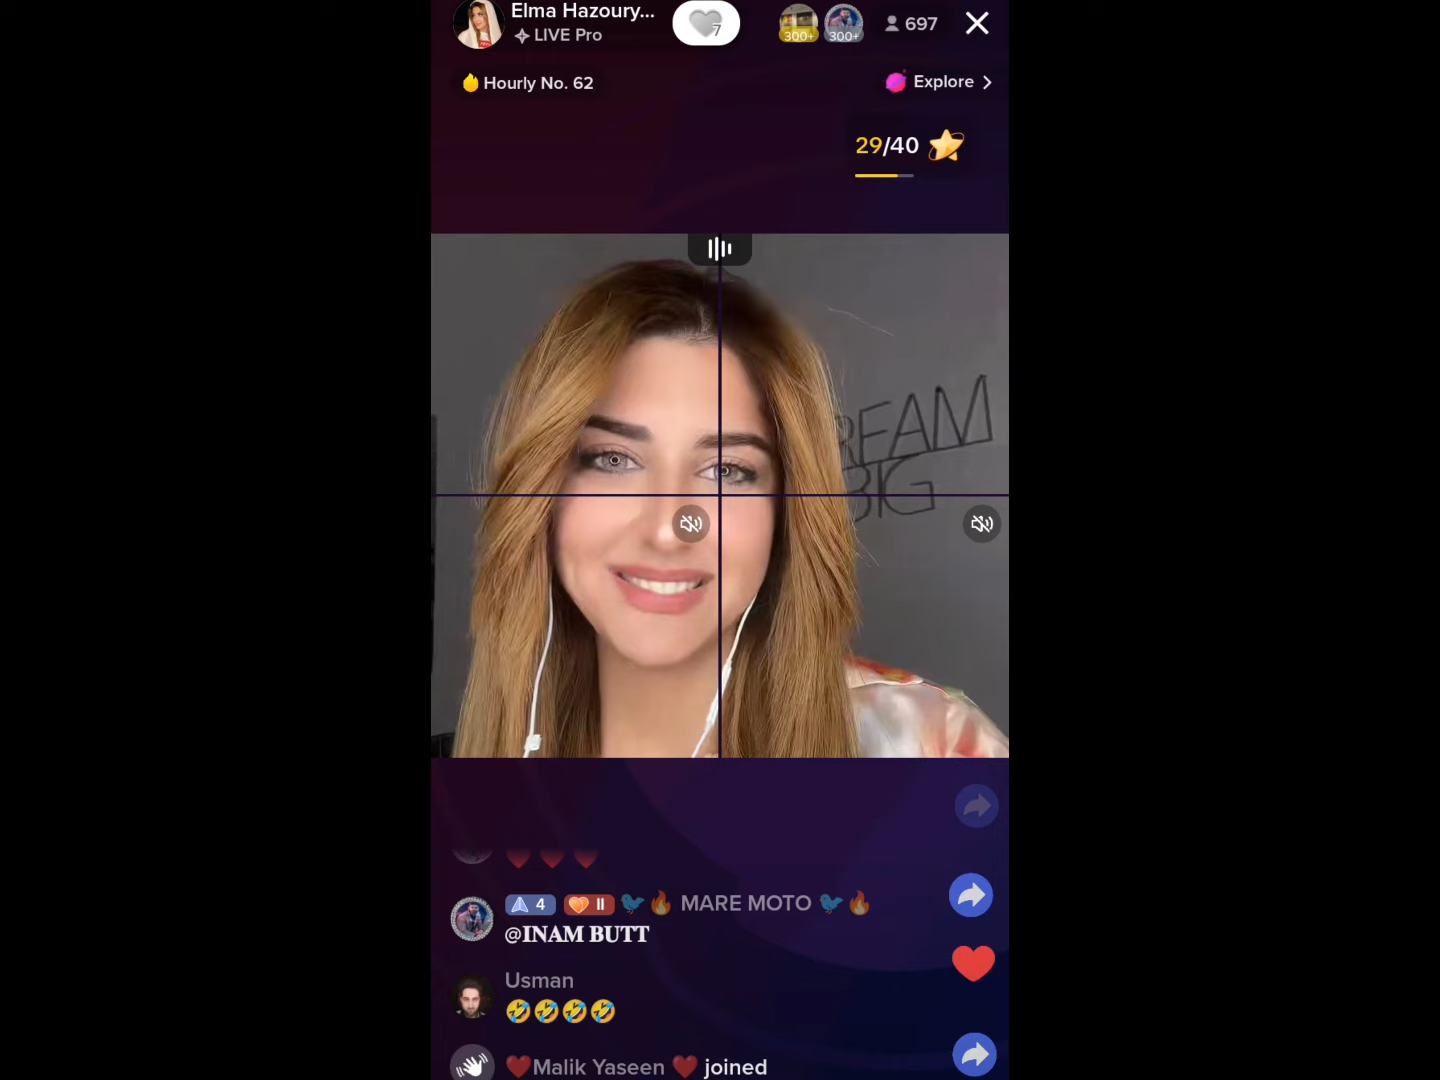 Elma Hazoury...
LIVE Pro
7
300+
300+
697
Hourly No. 62
Explore
29/40
REAM
BIG
4
II
MARE MOTO
@INAM BUTT
Usman
Malik Yaseen joined